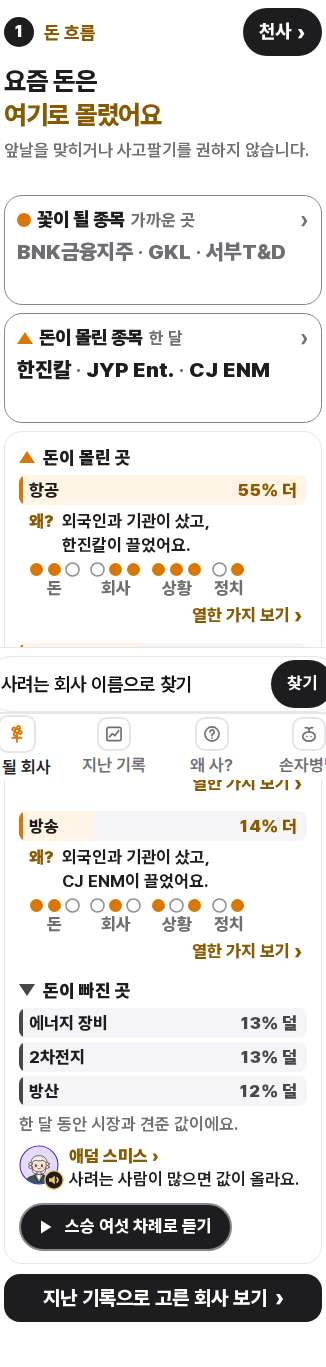 1 돈 흐름
천사 ›
요즘 돈은
여기로 몰렸어요
앞날을 맞히거나 사고팔기를 권하지 않습니다.
꽃이 될 종목 가까운 곳 ›
BNK금융지주 · GKL · 서부T&D
돈이 몰린 종목 한 달 ›
한진칼 · JYP Ent. · CJ ENM
돈이 몰린 곳
항공 55% 더
왜? 외국인과 기관이 샀고,
한진칼이 끌었어요.
돈 회사 상황 정치
열한 가지 보기 ›
사려는 회사 이름으로 찾기 찾기
될 회사 지난 기록 왜 사? 손자병
열한 가지 보기 ›
방송 14% 더
왜? 외국인과 기관이 샀고,
CJ ENM이 끌었어요.
돈 회사 상황 정치
열한 가지 보기 ›
돈이 빠진 곳
에너지 장비 13% 덜
2차전지 13% 덜
방산 12% 덜
한 달 동안 시장과 견준 값이에요.
애덤 스미스 ›
사려는 사람이 많으면 값이 올라요.
스승 여섯 차례로 듣기
지난 기록으로 고른 회사 보기 ›